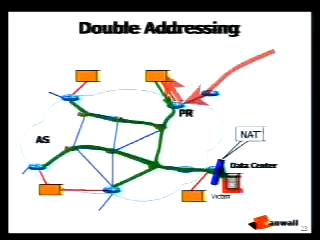 Double Addressing
PR
NAT
AS
Data Center
Victim
anwall
23